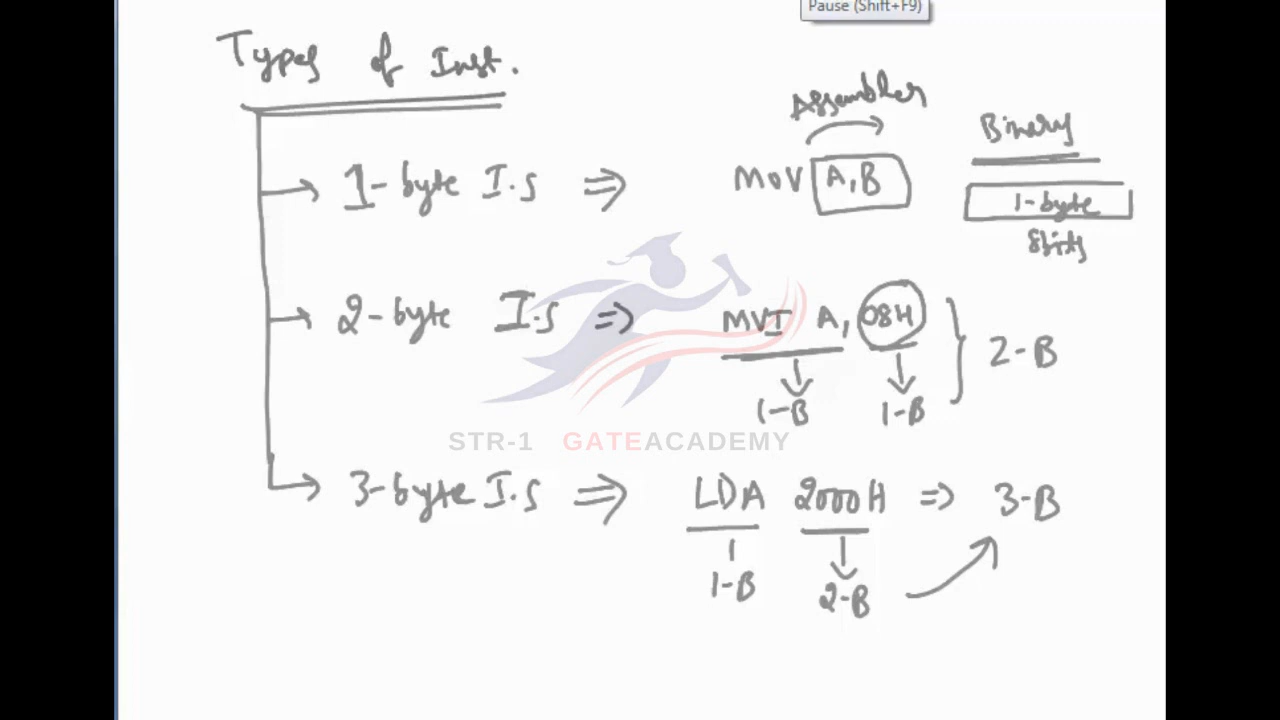 Pause (Shift+F9)
Types of Inst.
Assembler
Binary
1-byte I.S ⇒ MOV A,B
1-byte
8bits
2-byte I.S ⇒ MVI A, 08H
2-B
1-B 1-B
STR-1 GATEACADEMY
3-byte I.S ⇒ LDA 2000H ⇒ 3-B
1-B 2-B